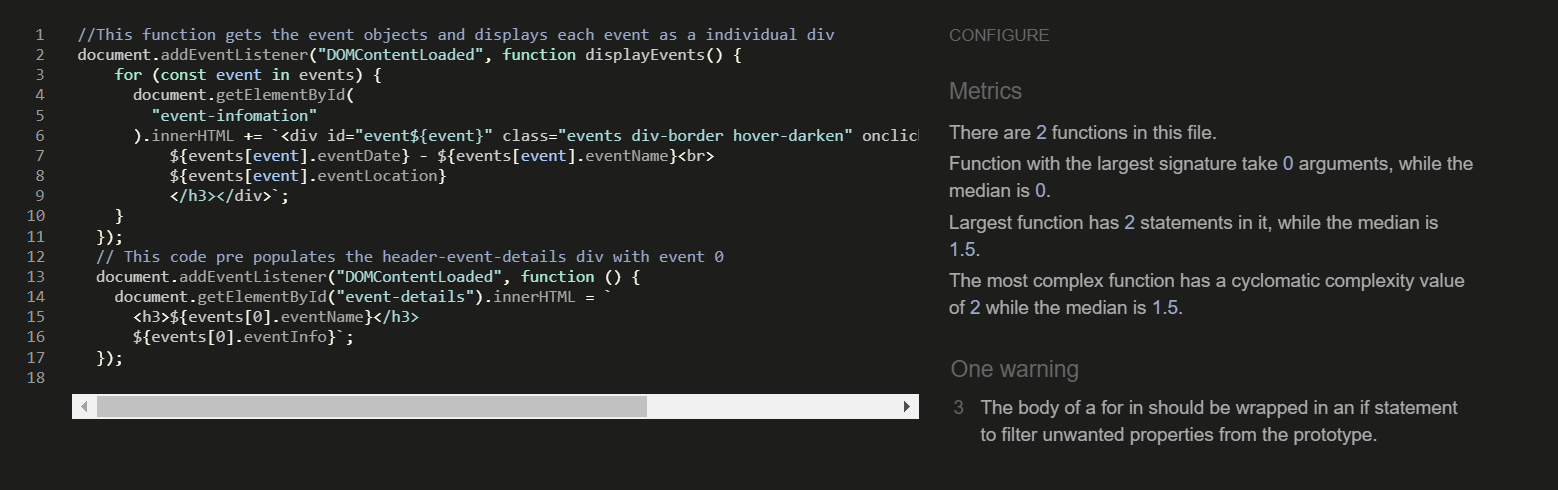 1 //This function gets the event objects and displays each event as a individual div
2 document.addEventListener("DOMContentLoaded", function displayEvents() {
3 for (const event in events) {
4 document.getElementById(
5 "event-infomation"
6 ).innerHTML += `<div id="event${event}" class="events div-border hover-darken" onclic
7 ${events[event].eventDate} - ${events[event].eventName}<br>
8 ${events[event].eventLocation}
9 </h3></div>`;
10 }
11 });
12 // This code pre populates the header-event-details div with event 0
13 document.addEventListener("DOMContentLoaded", function () {
14 document.getElementById("event-details").innerHTML = `
15 <h3>${events[0].eventName}</h3>
16 ${events[0].eventInfo}`;
17 });
18
CONFIGURE
Metrics
There are 2 functions in this file.
Function with the largest signature take 0 arguments, while the
median is 0.
Largest function has 2 statements in it, while the median is
1.5.
The most complex function has a cyclomatic complexity value
of 2 while the median is 1.5.
One warning
3 The body of a for in should be wrapped in an if statement
to filter unwanted properties from the prototype.